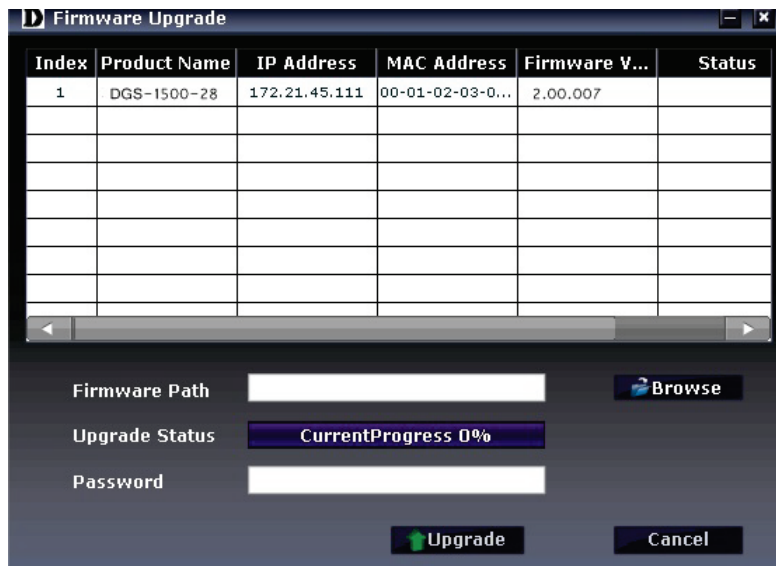 D Firmware Upgrade
Index Product Name IP Address MAC Address Firmware V... Status
1 DGS-1500-28 172.21.45.111 00-01-02-03-0... 2.00.007
Firmware Path Browse
Upgrade Status CurrentProgress 0%
Password
Upgrade Cancel